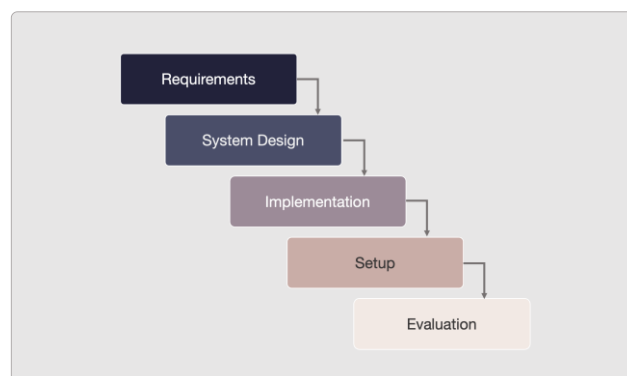 Requirements
System Design
Implementation
Setup
Evaluation